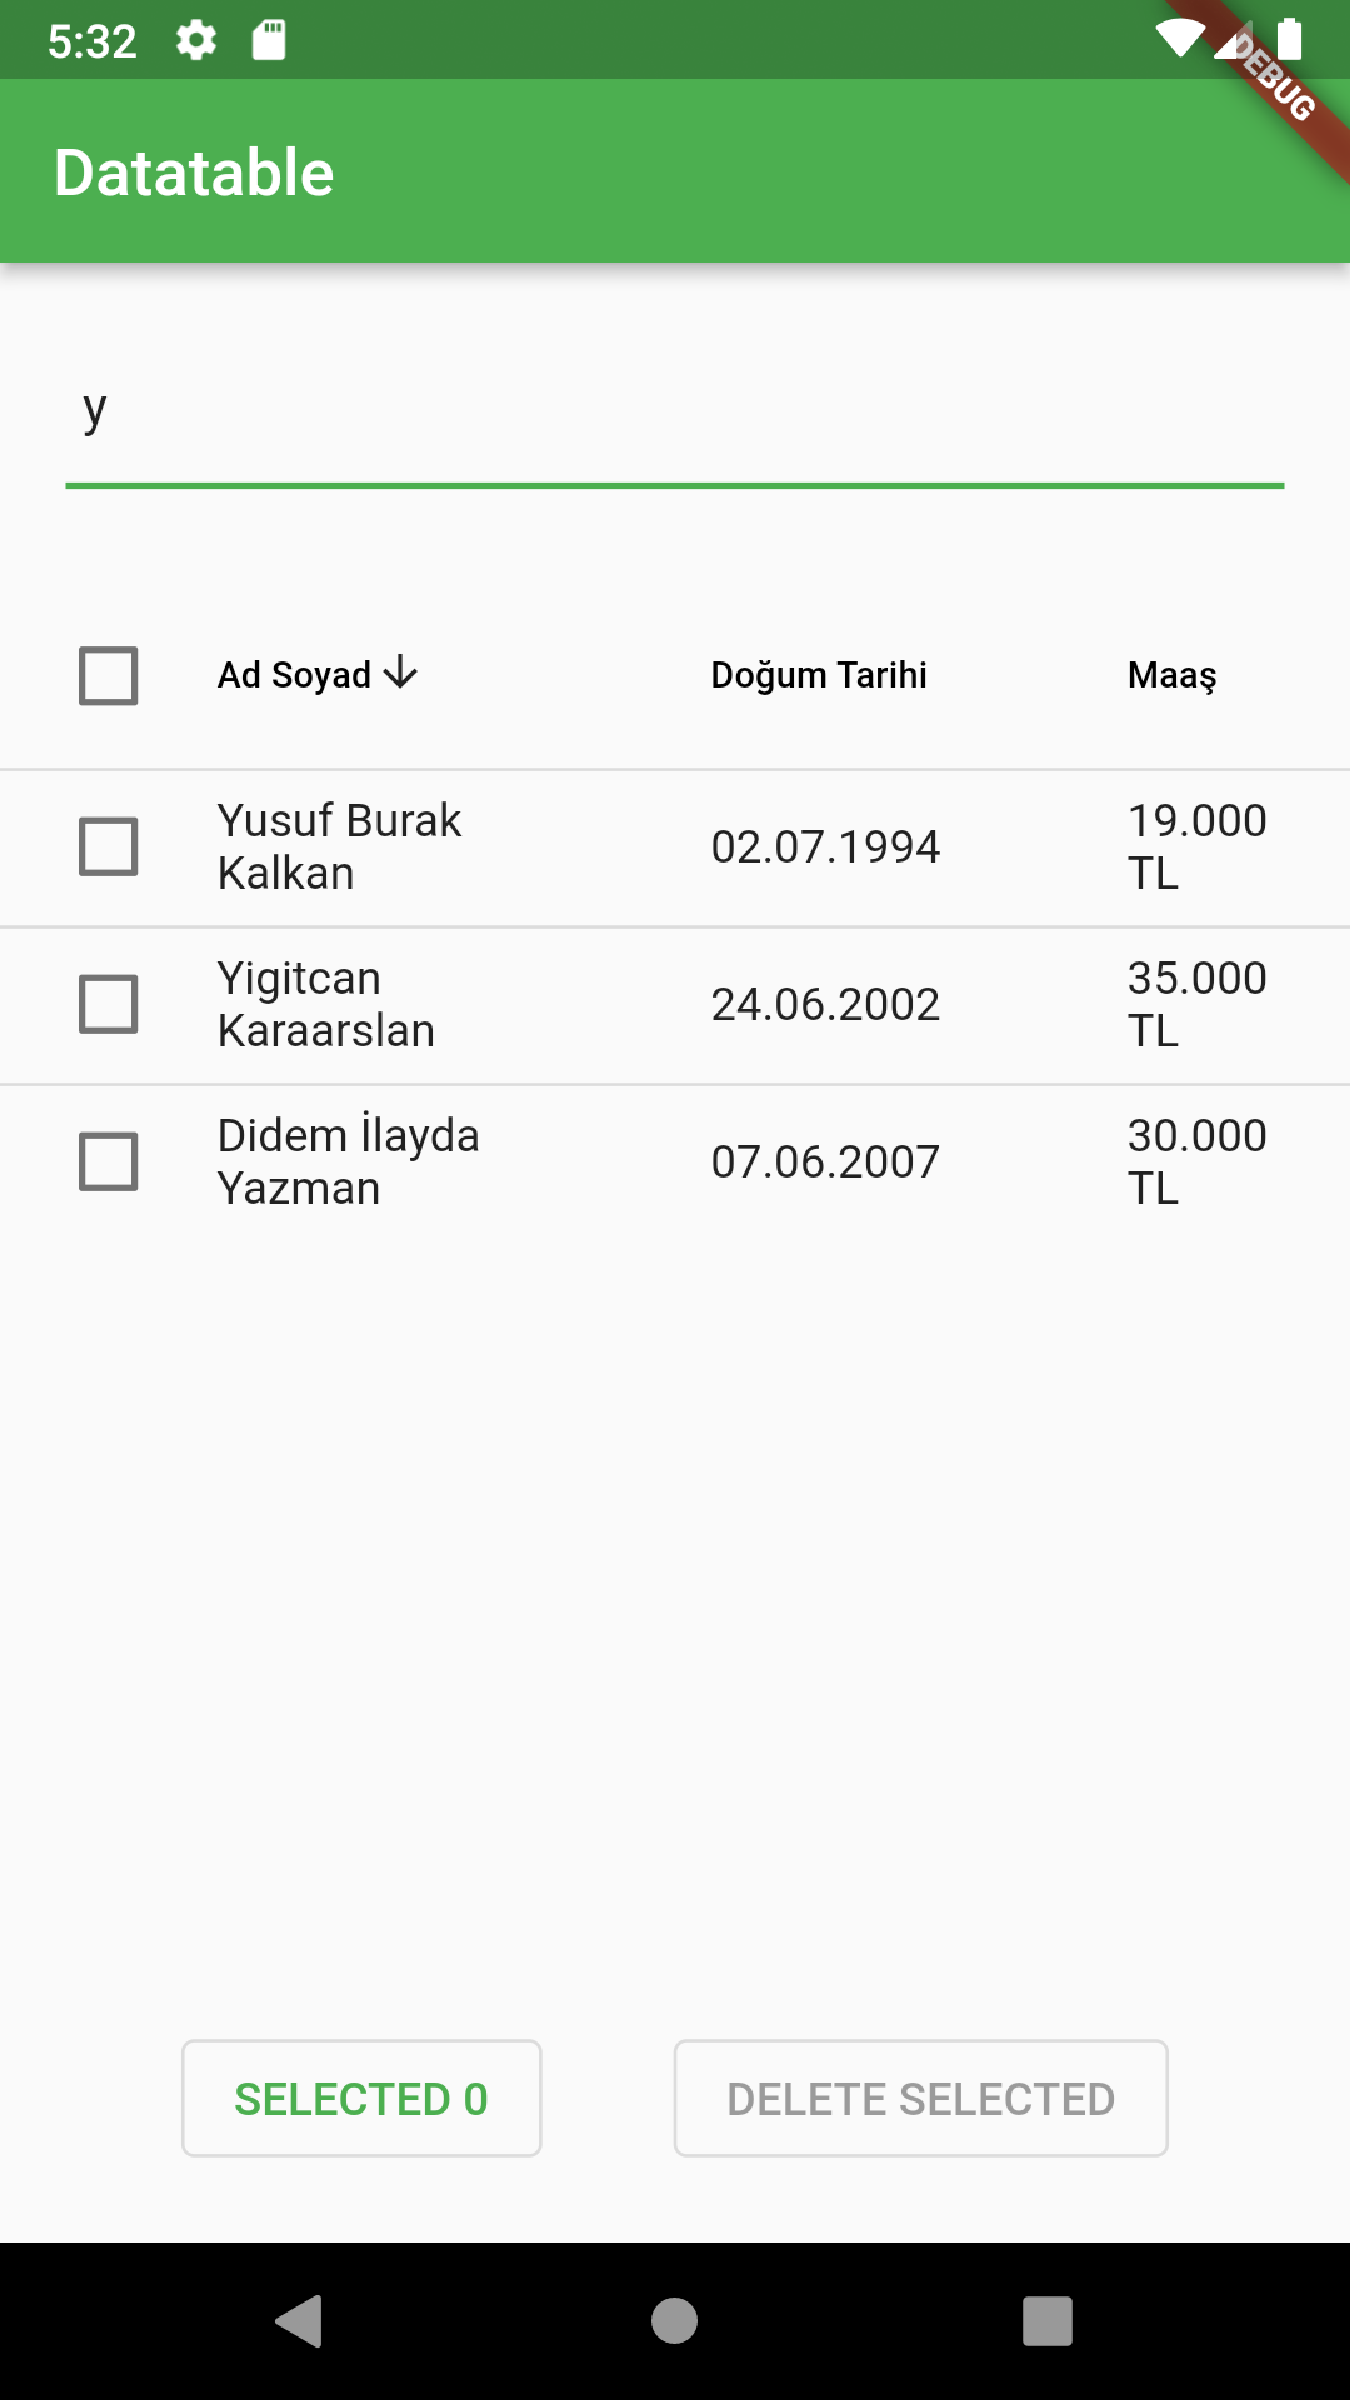 5:32
DEBUG
Datatable
y
Ad Soyad Doğum Tarihi Maaş
Yusuf Burak
Kalkan
02.07.1994
19.000
TL
Yigitcan
Karaarslan
24.06.2002
35.000
TL
Didem İlayda
Yazman
07.06.2007
30.000
TL
SELECTED 0 DELETE SELECTED